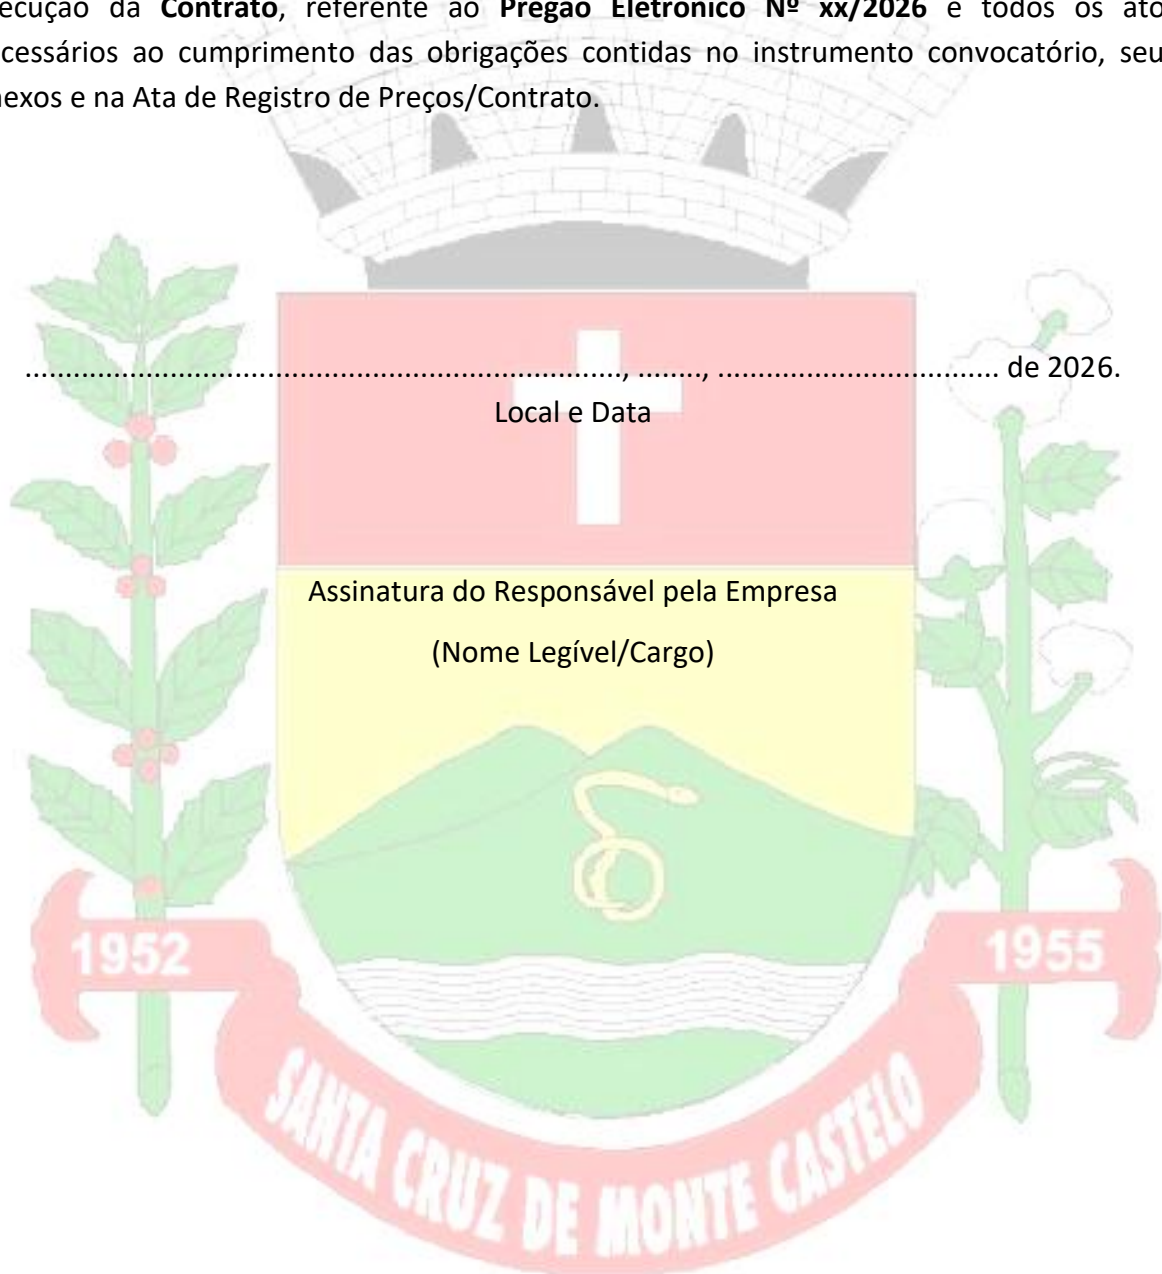 ecução da Contrato, referente ao Pregão Eletrônico Nº xx/2026 e todos os ato
cessários ao cumprimento das obrigações contidas no instrumento convocatório, seu
nexos e na Ata de Registro de Preços/Contrato.
............................................................................, ........, .................................... de 2026.
Local e Data
Assinatura do Responsável pela Empresa
(Nome Legível/Cargo)
1952
1955
SANTA CRUZ DE MONTE CASTELO